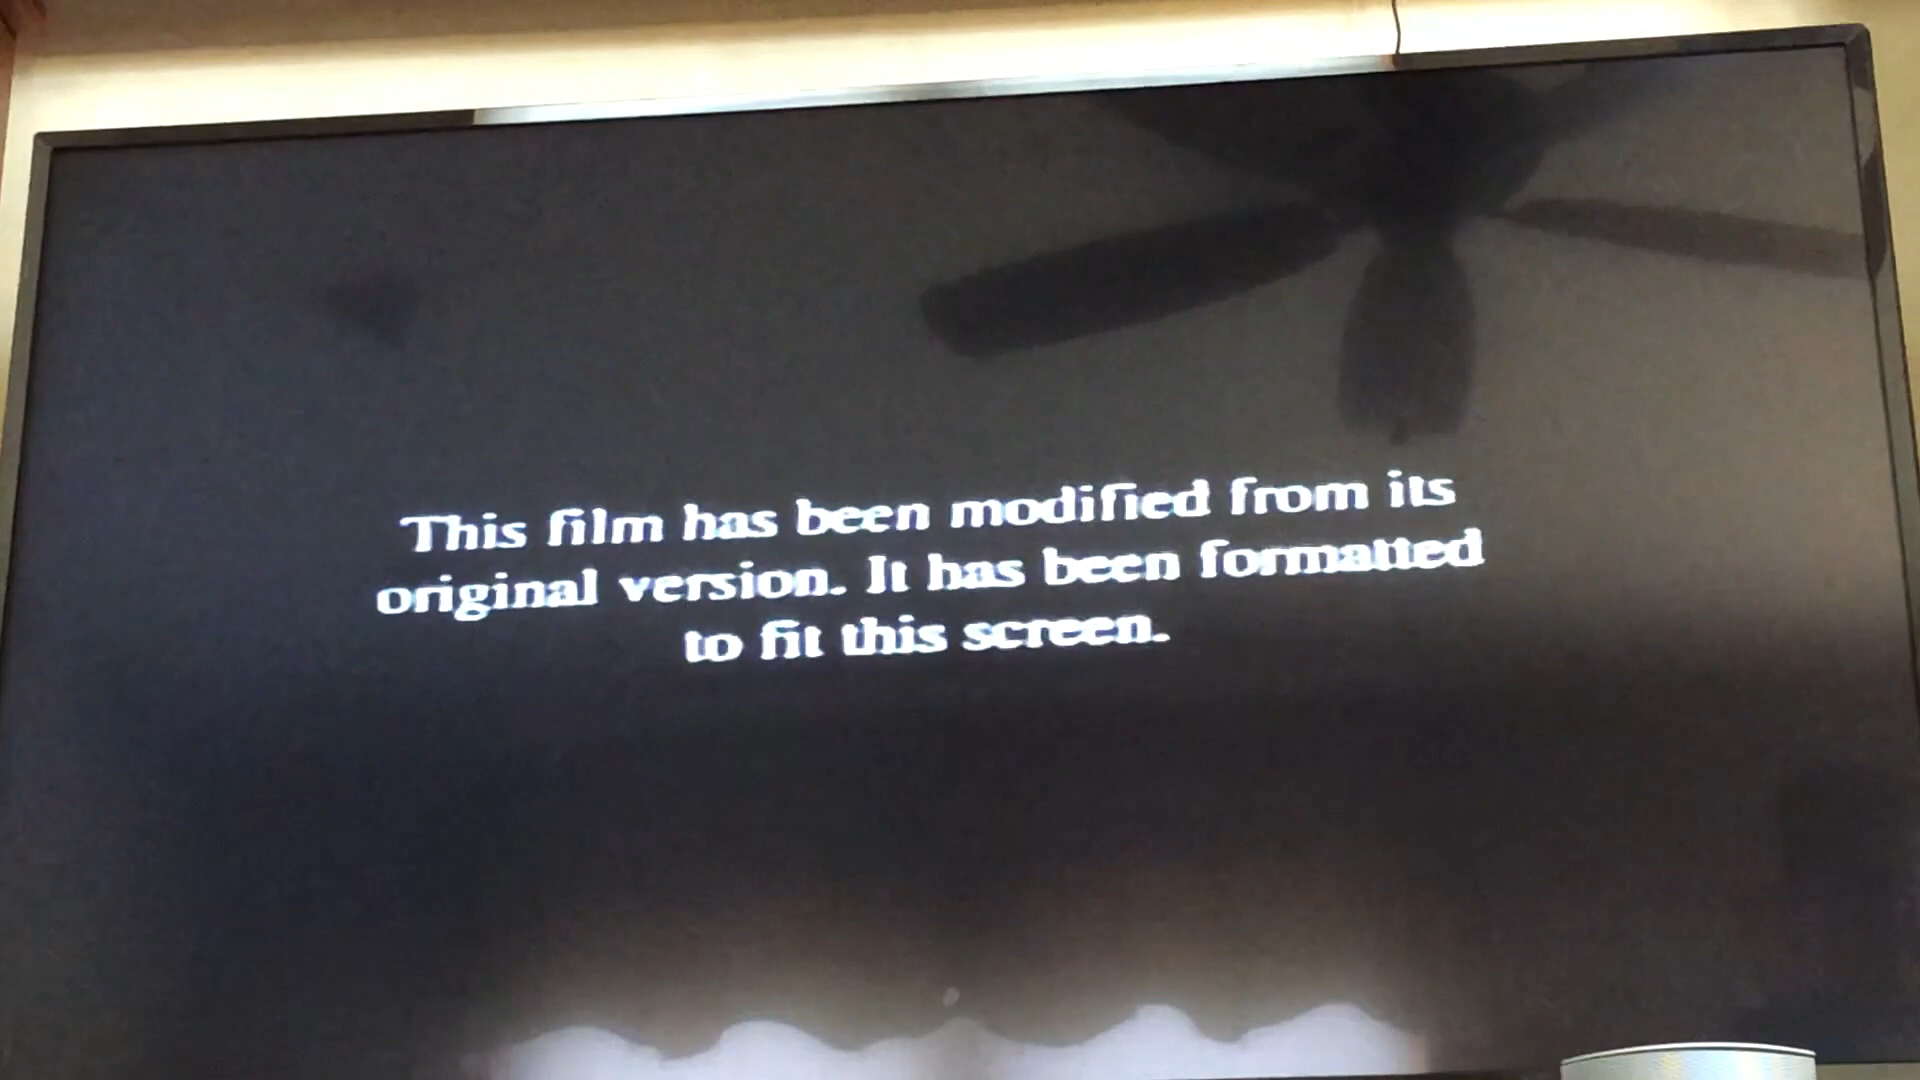 This film has been modified from its
original version. It has been formatted
to fit this screen.